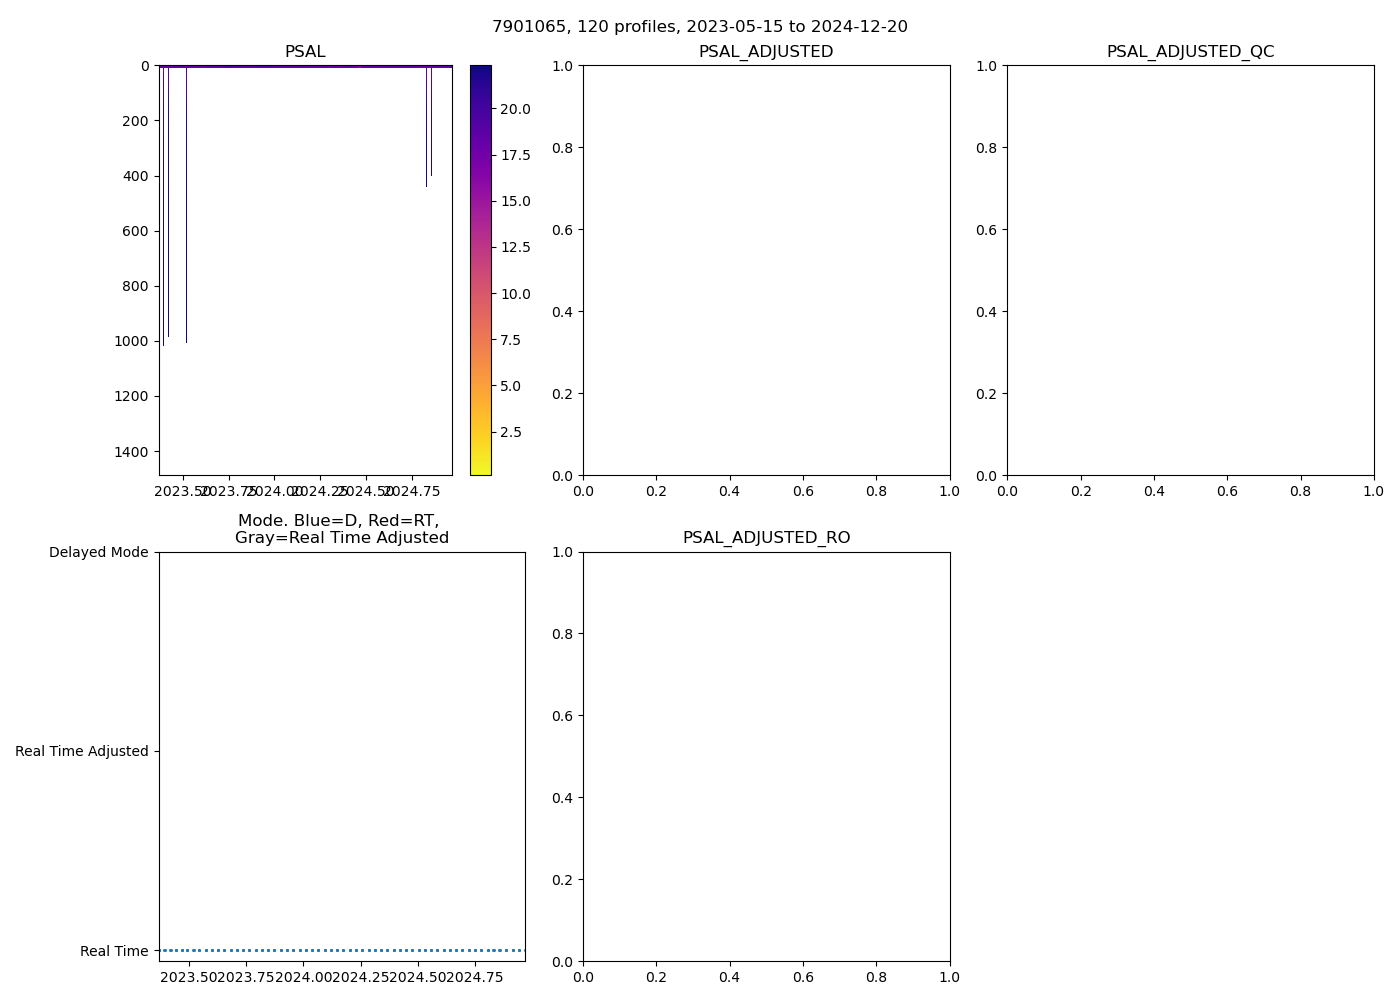 7901065, 120 profiles, 2023-05-15 to 2024-12-20
PSAL
0
200
400
600
800
1000
1200
1400
2023.50 2023.75 2024.00 2024.25 2024.50 2024.75
20.0
17.5
15.0
12.5
10.0
7.5
5.0
2.5
PSAL_ADJUSTED
1.0
0.8
0.6
0.4
0.2
0.0
0.0 0.2 0.4 0.6 0.8 1.0
PSAL_ADJUSTED_QC
1.0
0.8
0.6
0.4
0.2
0.0
0.0 0.2 0.4 0.6 0.8 1.0
Mode. Blue=D, Red=RT,
Gray=Real Time Adjusted
Delayed Mode
Real Time Adjusted
Real Time
2023.50 2023.75 2024.00 2024.25 2024.50 2024.75
PSAL_ADJUSTED_RO
1.0
0.8
0.6
0.4
0.2
0.0
0.0 0.2 0.4 0.6 0.8 1.0